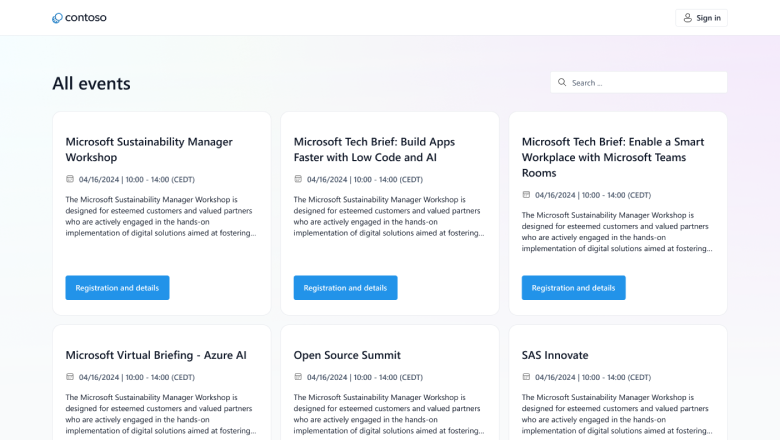 contoso
Sign in
All events
Search ...
Microsoft Sustainability Manager
Workshop
04/16/2024 | 10:00 - 14:00 (CEDT)
The Microsoft Sustainability Manager Workshop is
designed for esteemed customers and valued partners
who are actively engaged in the hands-on
implementation of digital solutions aimed at fostering...
Registration and details
Microsoft Tech Brief: Build Apps
Faster with Low Code and AI
04/16/2024 | 10:00 - 14:00 (CEDT)
The Microsoft Sustainability Manager Workshop is
designed for esteemed customers and valued partners
who are actively engaged in the hands-on
implementation of digital solutions aimed at fostering...
Registration and details
Microsoft Tech Brief: Enable a Smart
Workplace with Microsoft Teams
Rooms
04/16/2024 | 10:00 - 14:00 (CEDT)
The Microsoft Sustainability Manager Workshop is
designed for esteemed customers and valued partners
who are actively engaged in the hands-on
implementation of digital solutions aimed at fostering...
Registration and details
Microsoft Virtual Briefing - Azure AI
04/16/2024 | 10:00 - 14:00 (CEDT)
The Microsoft Sustainability Manager Workshop is
designed for esteemed customers and valued partners
who are actively engaged in the hands-on
implementation of digital solutions aimed at fostering...
Open Source Summit
04/16/2024 | 10:00 - 14:00 (CEDT)
The Microsoft Sustainability Manager Workshop is
designed for esteemed customers and valued partners
who are actively engaged in the hands-on
implementation of digital solutions aimed at fostering...
SAS Innovate
04/16/2024 | 10:00 - 14:00 (CEDT)
The Microsoft Sustainability Manager Workshop is
designed for esteemed customers and valued partners
who are actively engaged in the hands-on
implementation of digital solutions aimed at fostering...